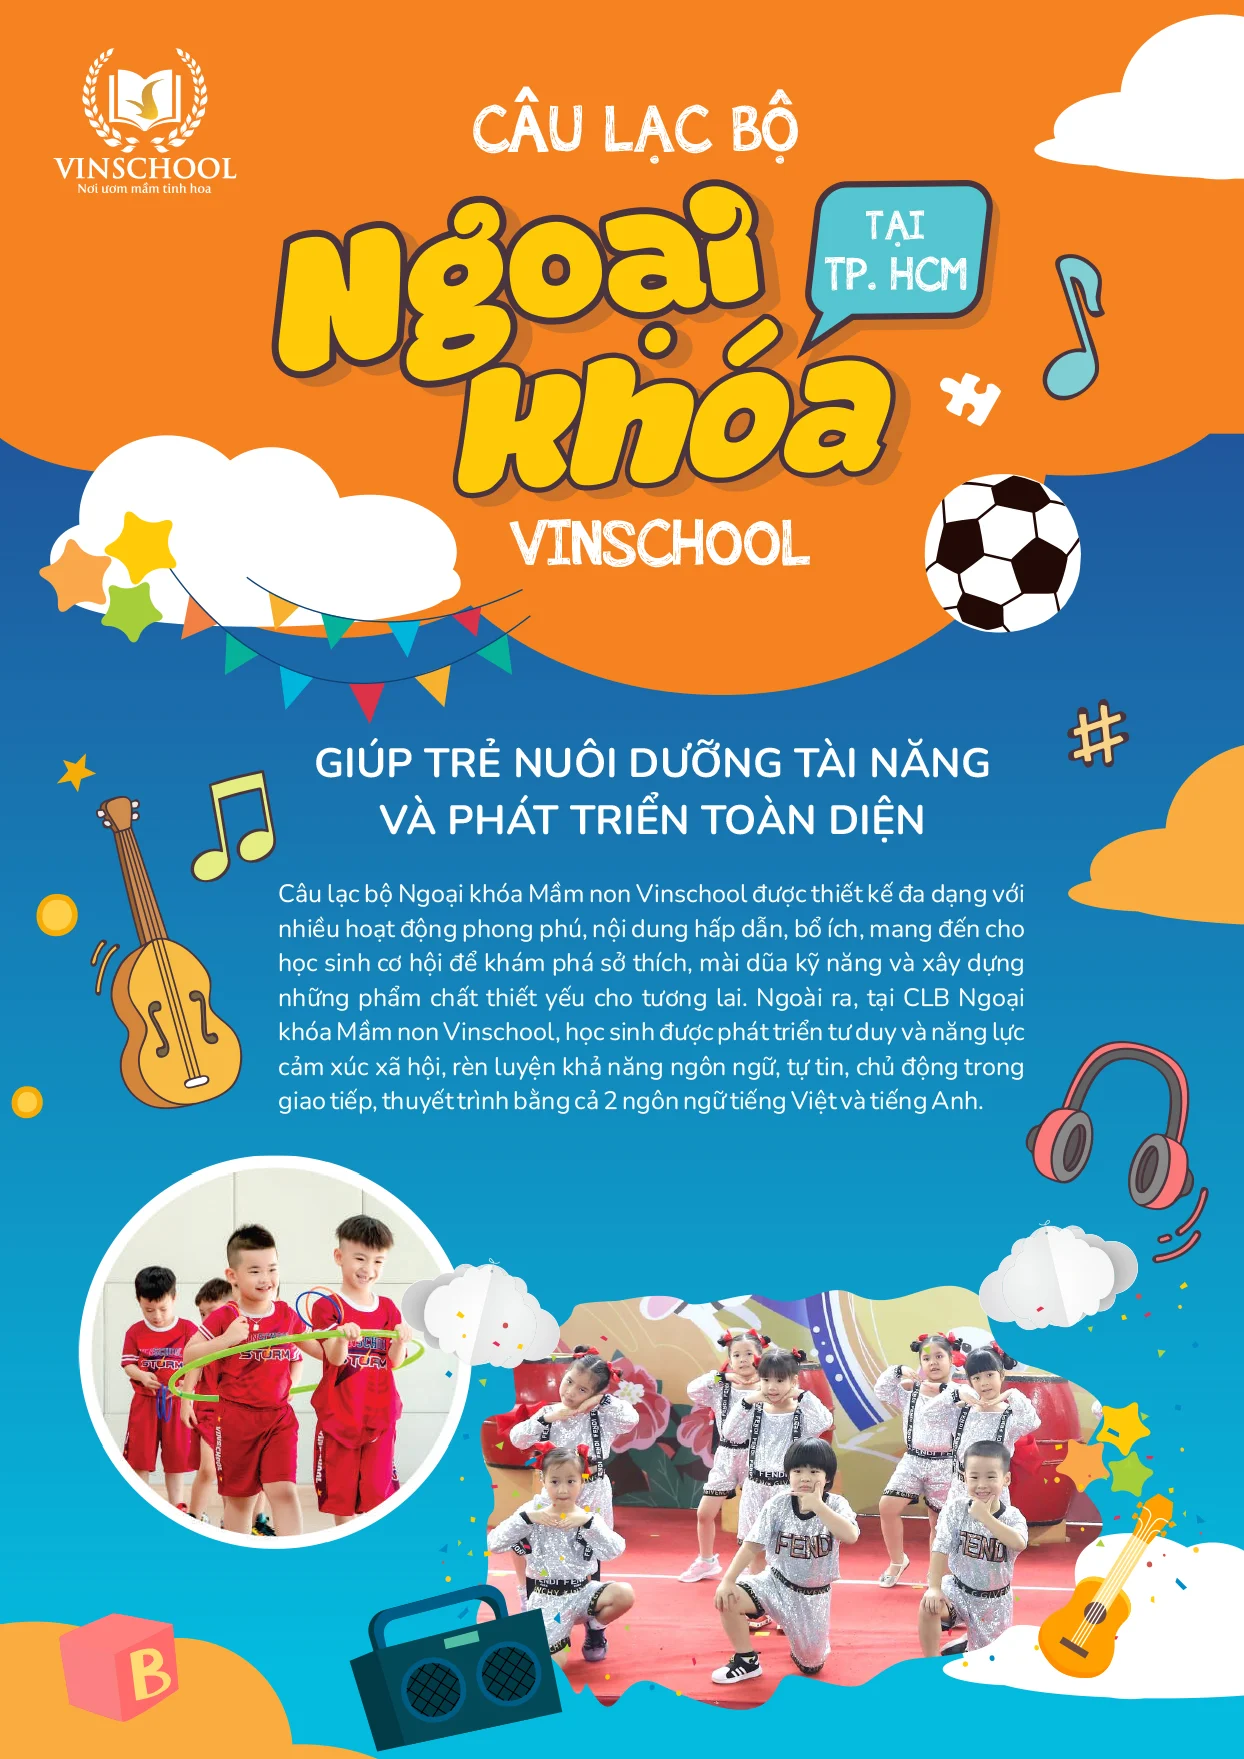 VINSCHOOL
Nơi ươm mầm tinh hoa
CÂU LẠC BỘ
Ngoại
khóa
TẠI
TP. HCM
VINSCHOOL
GIÚP TRẺ NUÔI DƯỠNG TÀI NĂNG
VÀ PHÁT TRIỂN TOÀN DIỆN
Câu lạc bộ Ngoại khóa Mầm non Vinschool được thiết kế đa dạng với
nhiều hoạt động phong phú, nội dung hấp dẫn, bổ ích, mang đến cho
học sinh cơ hội để khám phá sở thích, mài dũa kỹ năng và xây dựng
những phẩm chất thiết yếu cho tương lai. Ngoài ra, tại CLB Ngoại
khóa Mầm non Vinschool, học sinh được phát triển tư duy và năng lực
cảm xúc xã hội, rèn luyện khả năng ngôn ngữ, tự tin, chủ động trong
giao tiếp, thuyết trình bằng cả 2 ngôn ngữ tiếng Việt và tiếng Anh.
STORM
STORM
FENDI
FENDI
FENDI
B